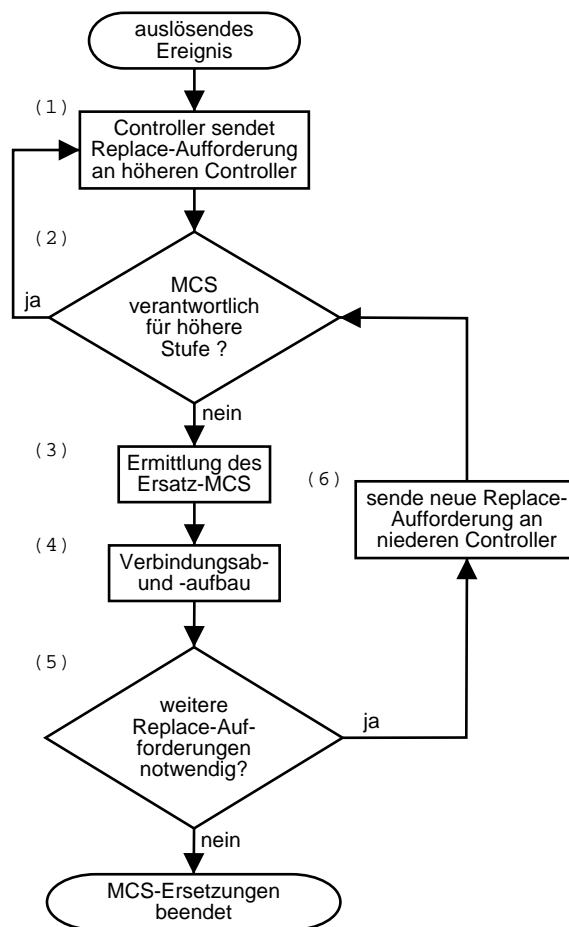 auslösendes
Ereignis
(1)
Controller sendet
Replace-Aufforderung
an höheren Controller
(2)
MCS
verantwortlich
für höhere
Stufe ?
ja
nein
(3)
Ermittlung des
Ersatz-MCS
(6)
sende neue Replace-
Aufforderung an
niederen Controller
(4)
Verbindungsab-
und -aufbau
(5)
weitere
Replace-Auf-
forderungen
notwendig?
ja
nein
MCS-Ersetzungen
beendet